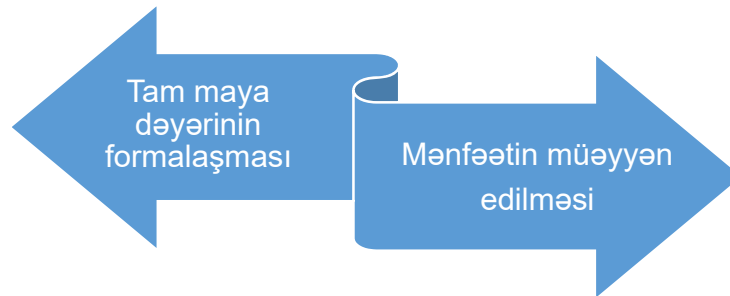 Tam maya
dəyərinin
formalaşması
Mənfəətin müəyyən
edilməsi